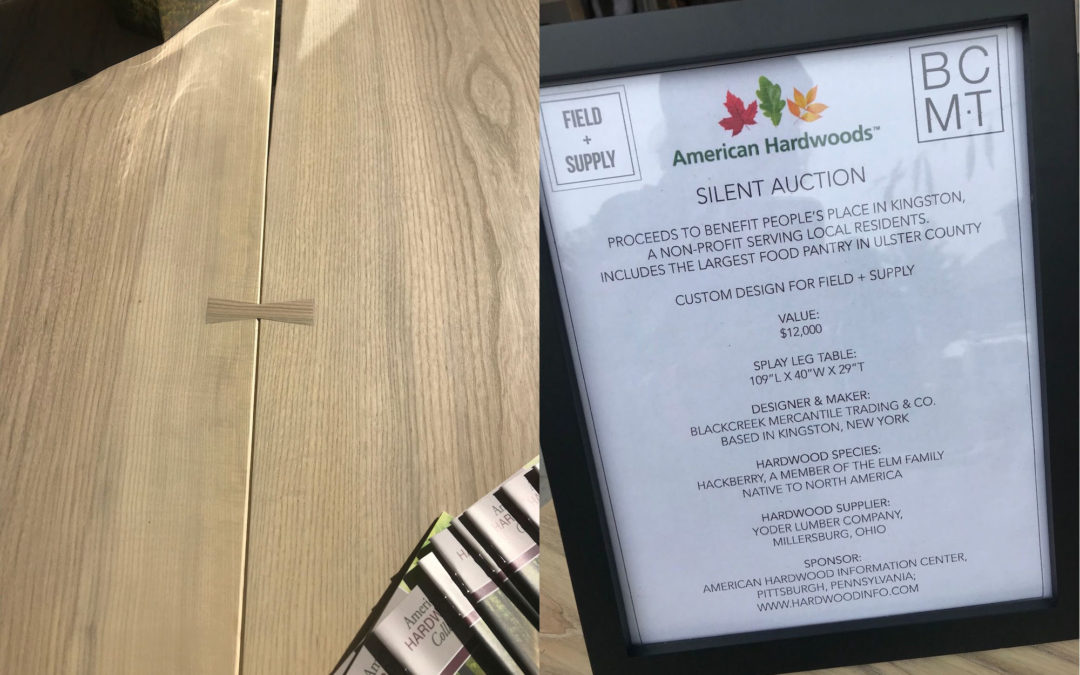 American
HARDWOOD
Coll
FIELD
+
SUPPLY
American Hardwoods™
BC
M·T
SILENT AUCTION
PROCEEDS TO BENEFIT PEOPLE'S PLACE IN KINGSTON,
A NON-PROFIT SERVING LOCAL RESIDENTS.
INCLUDES THE LARGEST FOOD PANTRY IN ULSTER COUNTY
CUSTOM DESIGN FOR FIELD + SUPPLY
VALUE:
$12,000
SPLAY LEG TABLE:
109"L X 40"W X 29"T
DESIGNER & MAKER:
BLACKCREEK MERCANTILE TRADING & CO.
BASED IN KINGSTON, NEW YORK
HARDWOOD SPECIES:
HACKBERRY, A MEMBER OF THE ELM FAMILY
NATIVE TO NORTH AMERICA
HARDWOOD SUPPLIER:
YODER LUMBER COMPANY,
MILLERSBURG, OHIO
SPONSOR:
AMERICAN HARDWOOD INFORMATION CENTER,
PITTSBURGH, PENNSYLVANIA;
WWW.HARDWOODINFO.COM